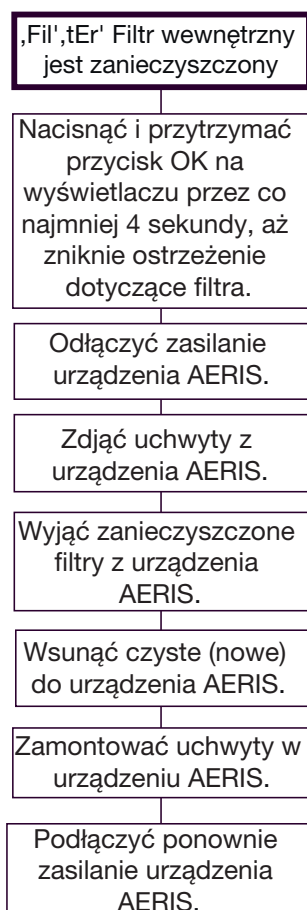 ‚Fil',tEr' Filtr wewnętrzny
jest zanieczyszczony
Nacisnąć i przytrzymać
przycisk OK na
wyświetlaczu przez co
najmniej 4 sekundy, aż
zniknie ostrzeżenie
dotyczące filtra.
Odłączyć zasilanie
urządzenia AERIS.
Zdjąć uchwyty z
urządzenia AERIS.
Wyjąć zanieczyszczone
filtry z urządzenia
AERIS.
Wsunąć czyste (nowe)
do urządzenia AERIS.
Zamontować uchwyty w
urządzeniu AERIS.
Podłączyć ponownie
zasilanie urządzenia
AERIS.